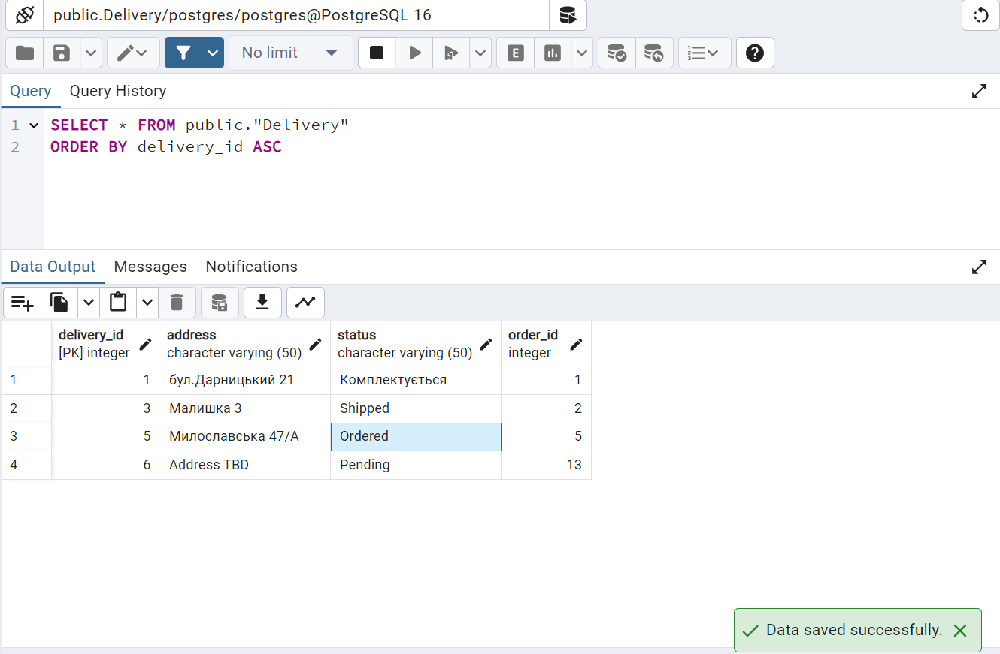 public.Delivery/postgres/postgres@PostgreSQL 16
No limit
E
Query Query History
1 SELECT * FROM public."Delivery"
2 ORDER BY delivery_id ASC
Data Output Messages Notifications
delivery_id address status order_id
[PK] integer character varying (50) character varying (50) integer
1 1 бул.Дарницький 21 Комплектується 1
2 3 Малишка 3 Shipped 2
3 5 Милославська 47/А Ordered 5
4 6 Address TBD Pending 13
Data saved successfully.